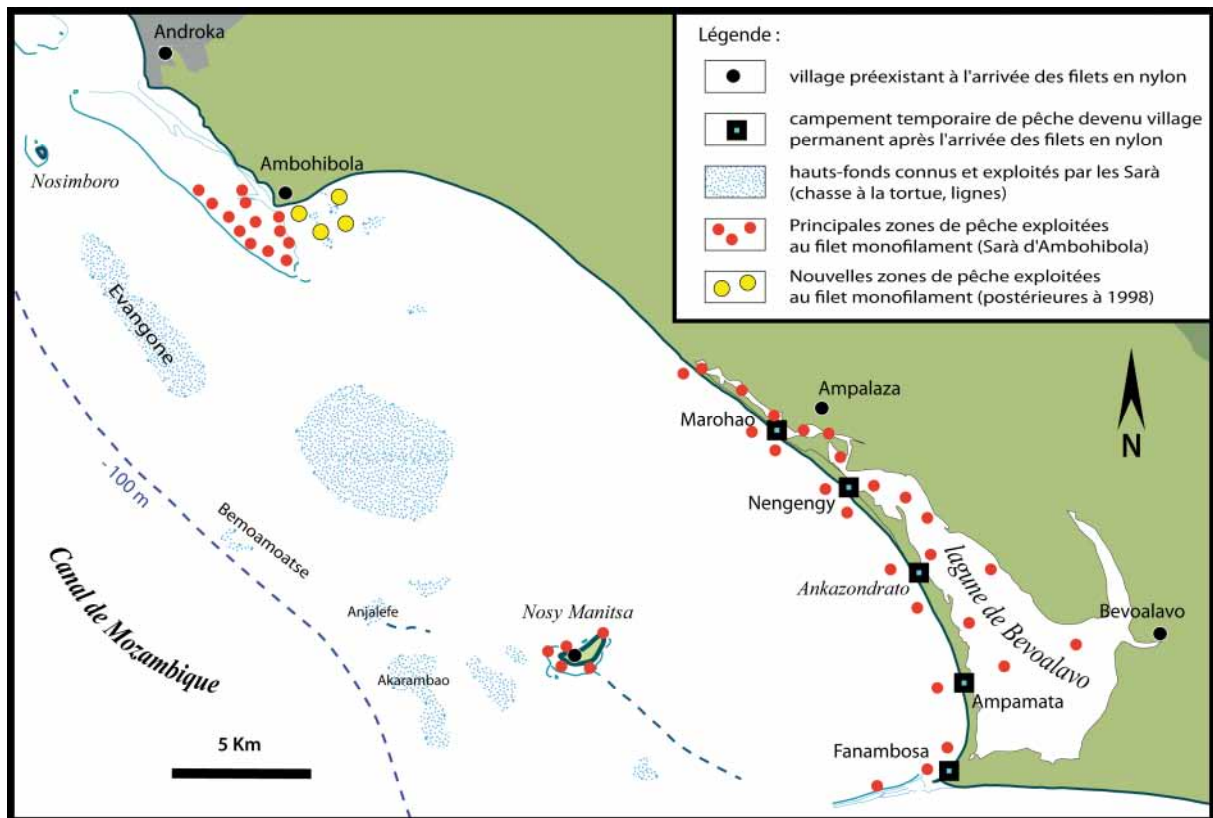 Androka
Ambohibola
Nosimboro
Evangone
- 100 m
Bemoamoatse
Canal de Mozambique
Anjalefe
Akarambao
Nosy Manitsa
5 Km
Légende :
village préexistant à l'arrivée des filets en nylon
campement temporaire de pêche devenu village
permanent après l'arrivée des filets en nylon
hauts-fonds connus et exploités par les Sarà
(chasse à la tortue, lignes)
Principales zones de pêche exploitées
au filet monofilament (Sarà d'Ambohibola)
Nouvelles zones de pêche exploitées
au filet monofilament (postérieures à 1998)
N
Ampalaza
Marohao
Nengengy
Ankazondrato
lagune de Bevoalavo
Bevoalavo
Ampamata
Fanambosa